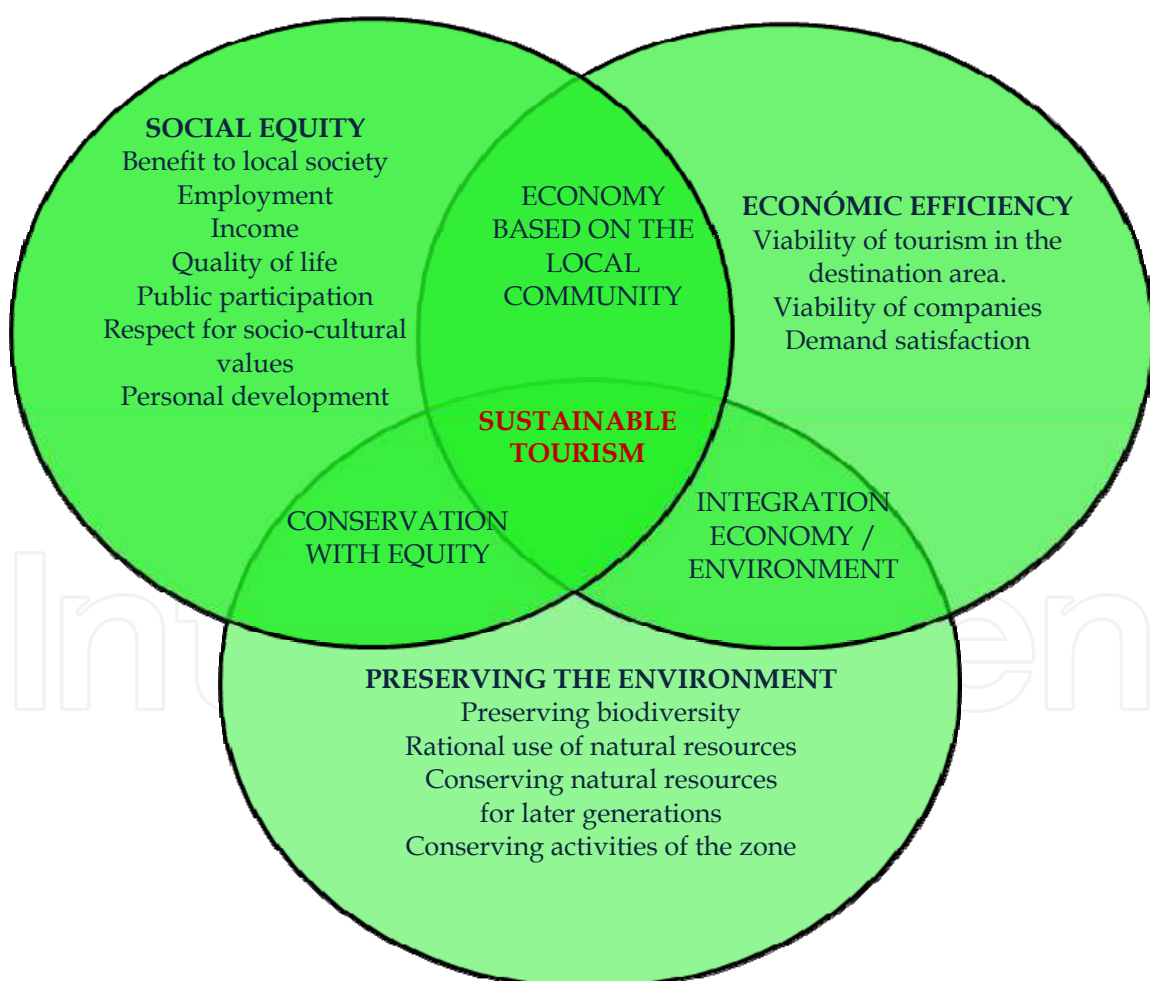 SOCIAL EQUITY
Benefit to local society
Employment
Income
Quality of life
Public participation
Respect for socio-cultural
values
Personal development
ECONOMY
BASED ON THE
LOCAL
COMMUNITY
ECONÓMIC EFFICIENCY
Viability of tourism in the
destination area.
Viability of companies
Demand satisfaction
SUSTAINABLE
TOURISM
CONSERVATION
WITH EQUITY
INTEGRATION
ECONOMY /
ENVIRONMENT
PRESERVING THE ENVIRONMENT
Preserving biodiversity
Rational use of natural resources
Conserving natural resources
for later generations
Conserving activities of the zone